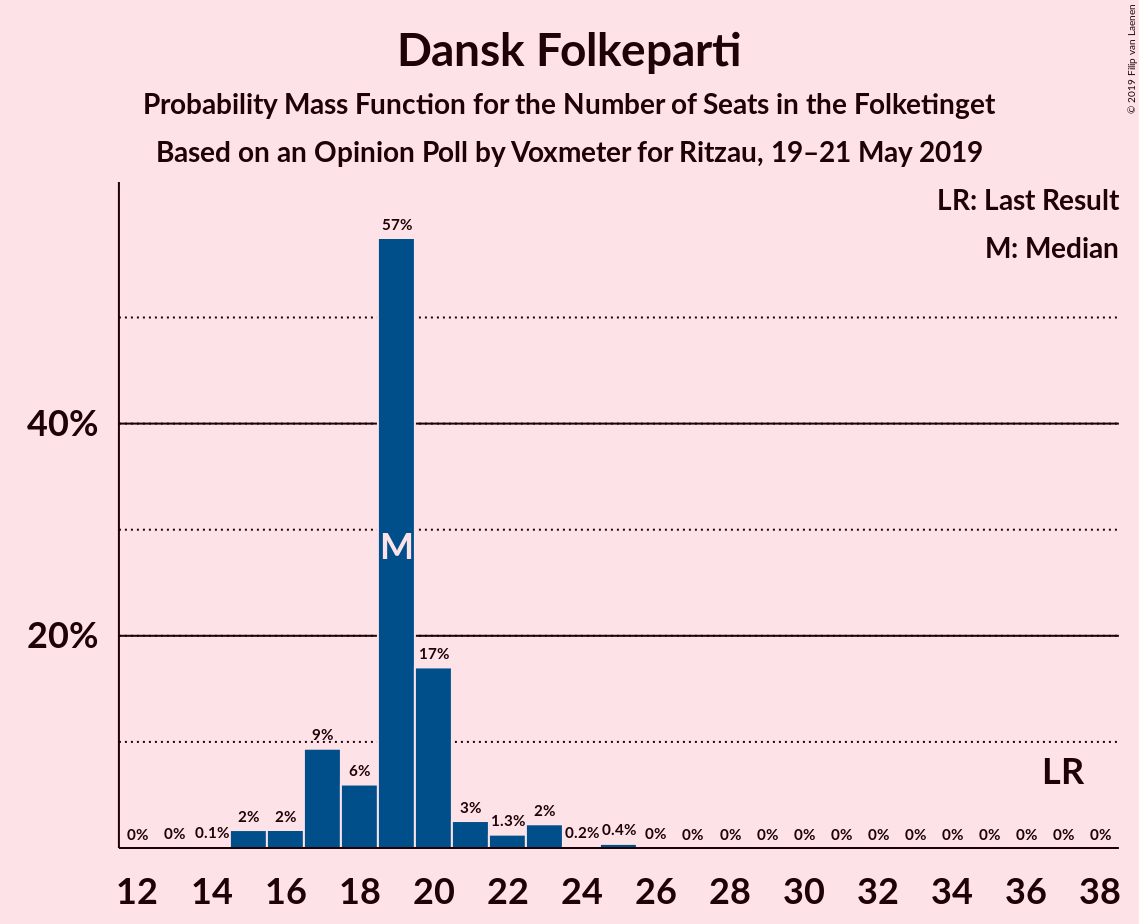 Dansk Folkeparti
Probability Mass Function for the Number of Seats in the Folketinget
Based on an Opinion Poll by Voxmeter for Ritzau, 19–21 May 2019
© 2019 Filip van Laenen
LR: Last Result
M: Median
57%
40%
M
20%
17%
9%
6%
LR
0% 0% 0.1% 2% 2% 3% 1.3% 2% 0.2% 0.4% 0% 0% 0% 0% 0% 0% 0% 0% 0% 0% 0% 0% 0%
12 14 16 18 20 22 24 26 28 30 32 34 36 38